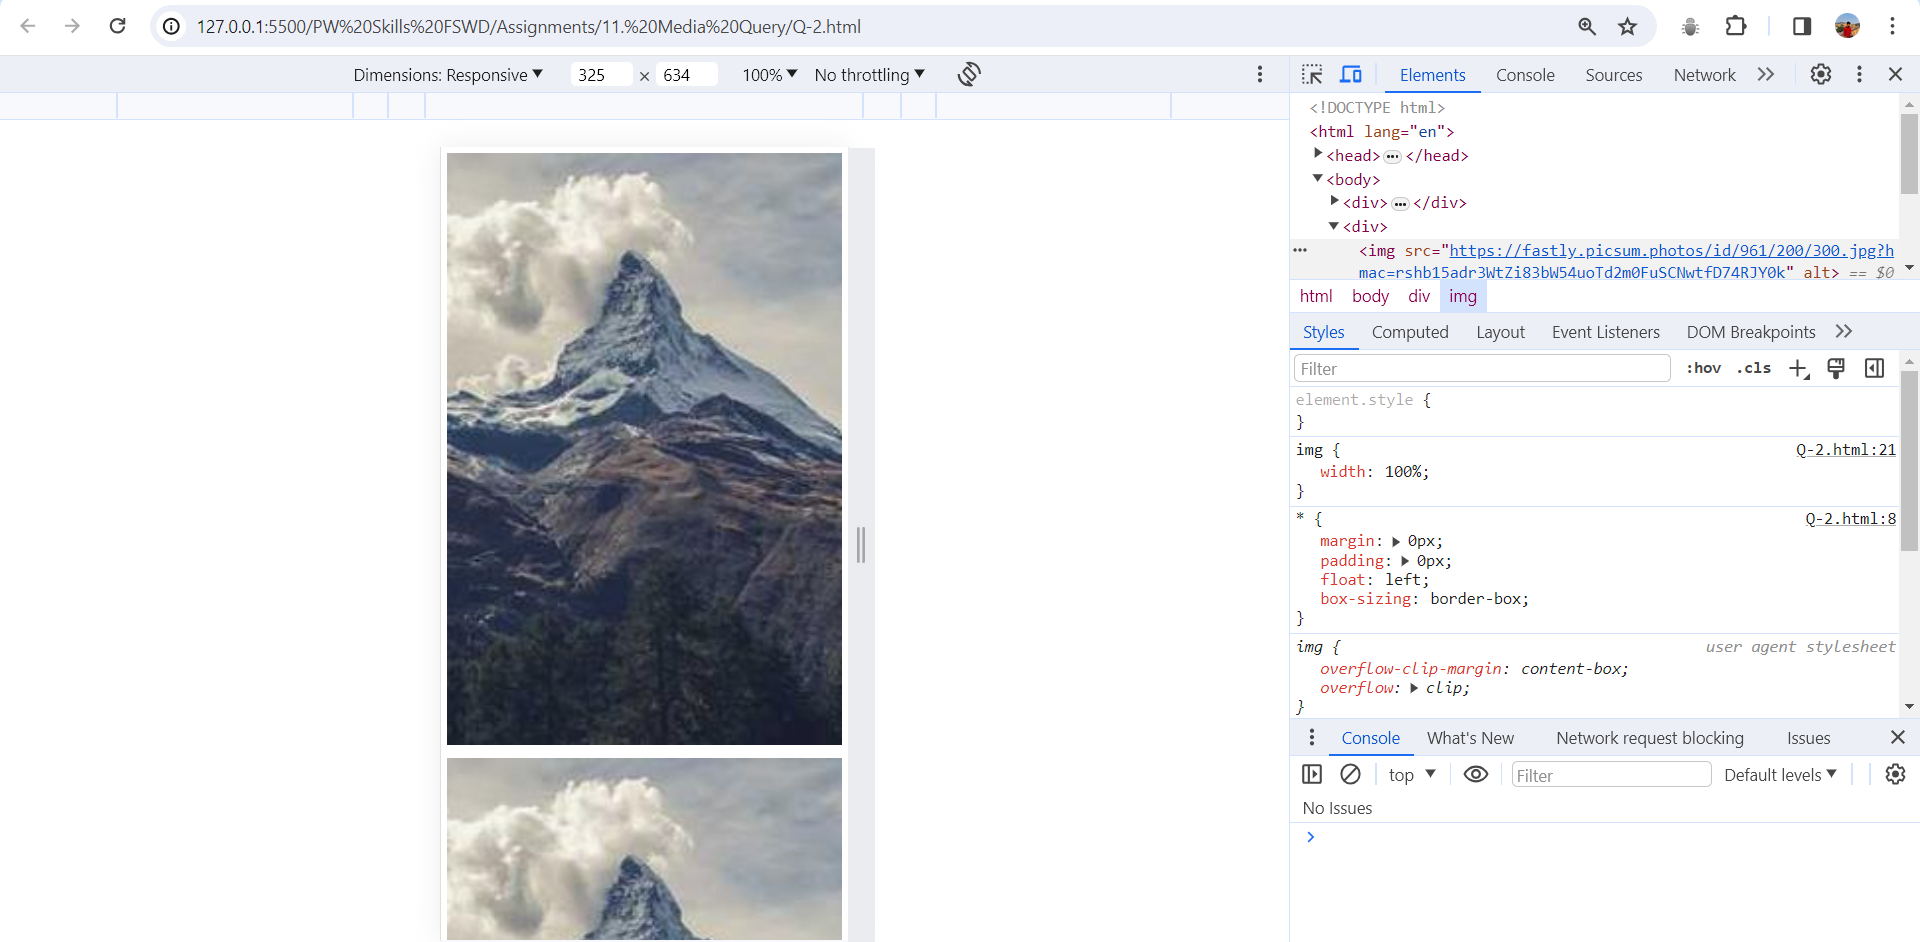 127.0.0.1:5500/PW%20Skills%20FSWD/Assignments/11.%20Media%20Query/Q-2.html
Dimensions: Responsive 325 × 634 100% No throttling
Elements Console Sources Network
<!DOCTYPE html>
<html lang="en">
<head> ••• </head>
<body>
<div> ••• </div>
<div>
<img src="https://fastly.picsum.photos/id/961/200/300.jpg?h
mac=rshb15adr3WtZi83bW54uoTd2m0FuSCNwtfD74RJY0k" alt> == $0
html body div img
Styles Computed Layout Event Listeners DOM Breakpoints
Filter :hov .cls
element.style {
}
img { Q-2.html:21
width: 100%;
}
* { Q-2.html:8
margin: 0px;
padding: 0px;
float: left;
box-sizing: border-box;
}
img { user agent stylesheet
overflow-clip-margin: content-box;
overflow: clip;
}
Console What's New Network request blocking Issues
top Filter Default levels
No Issues